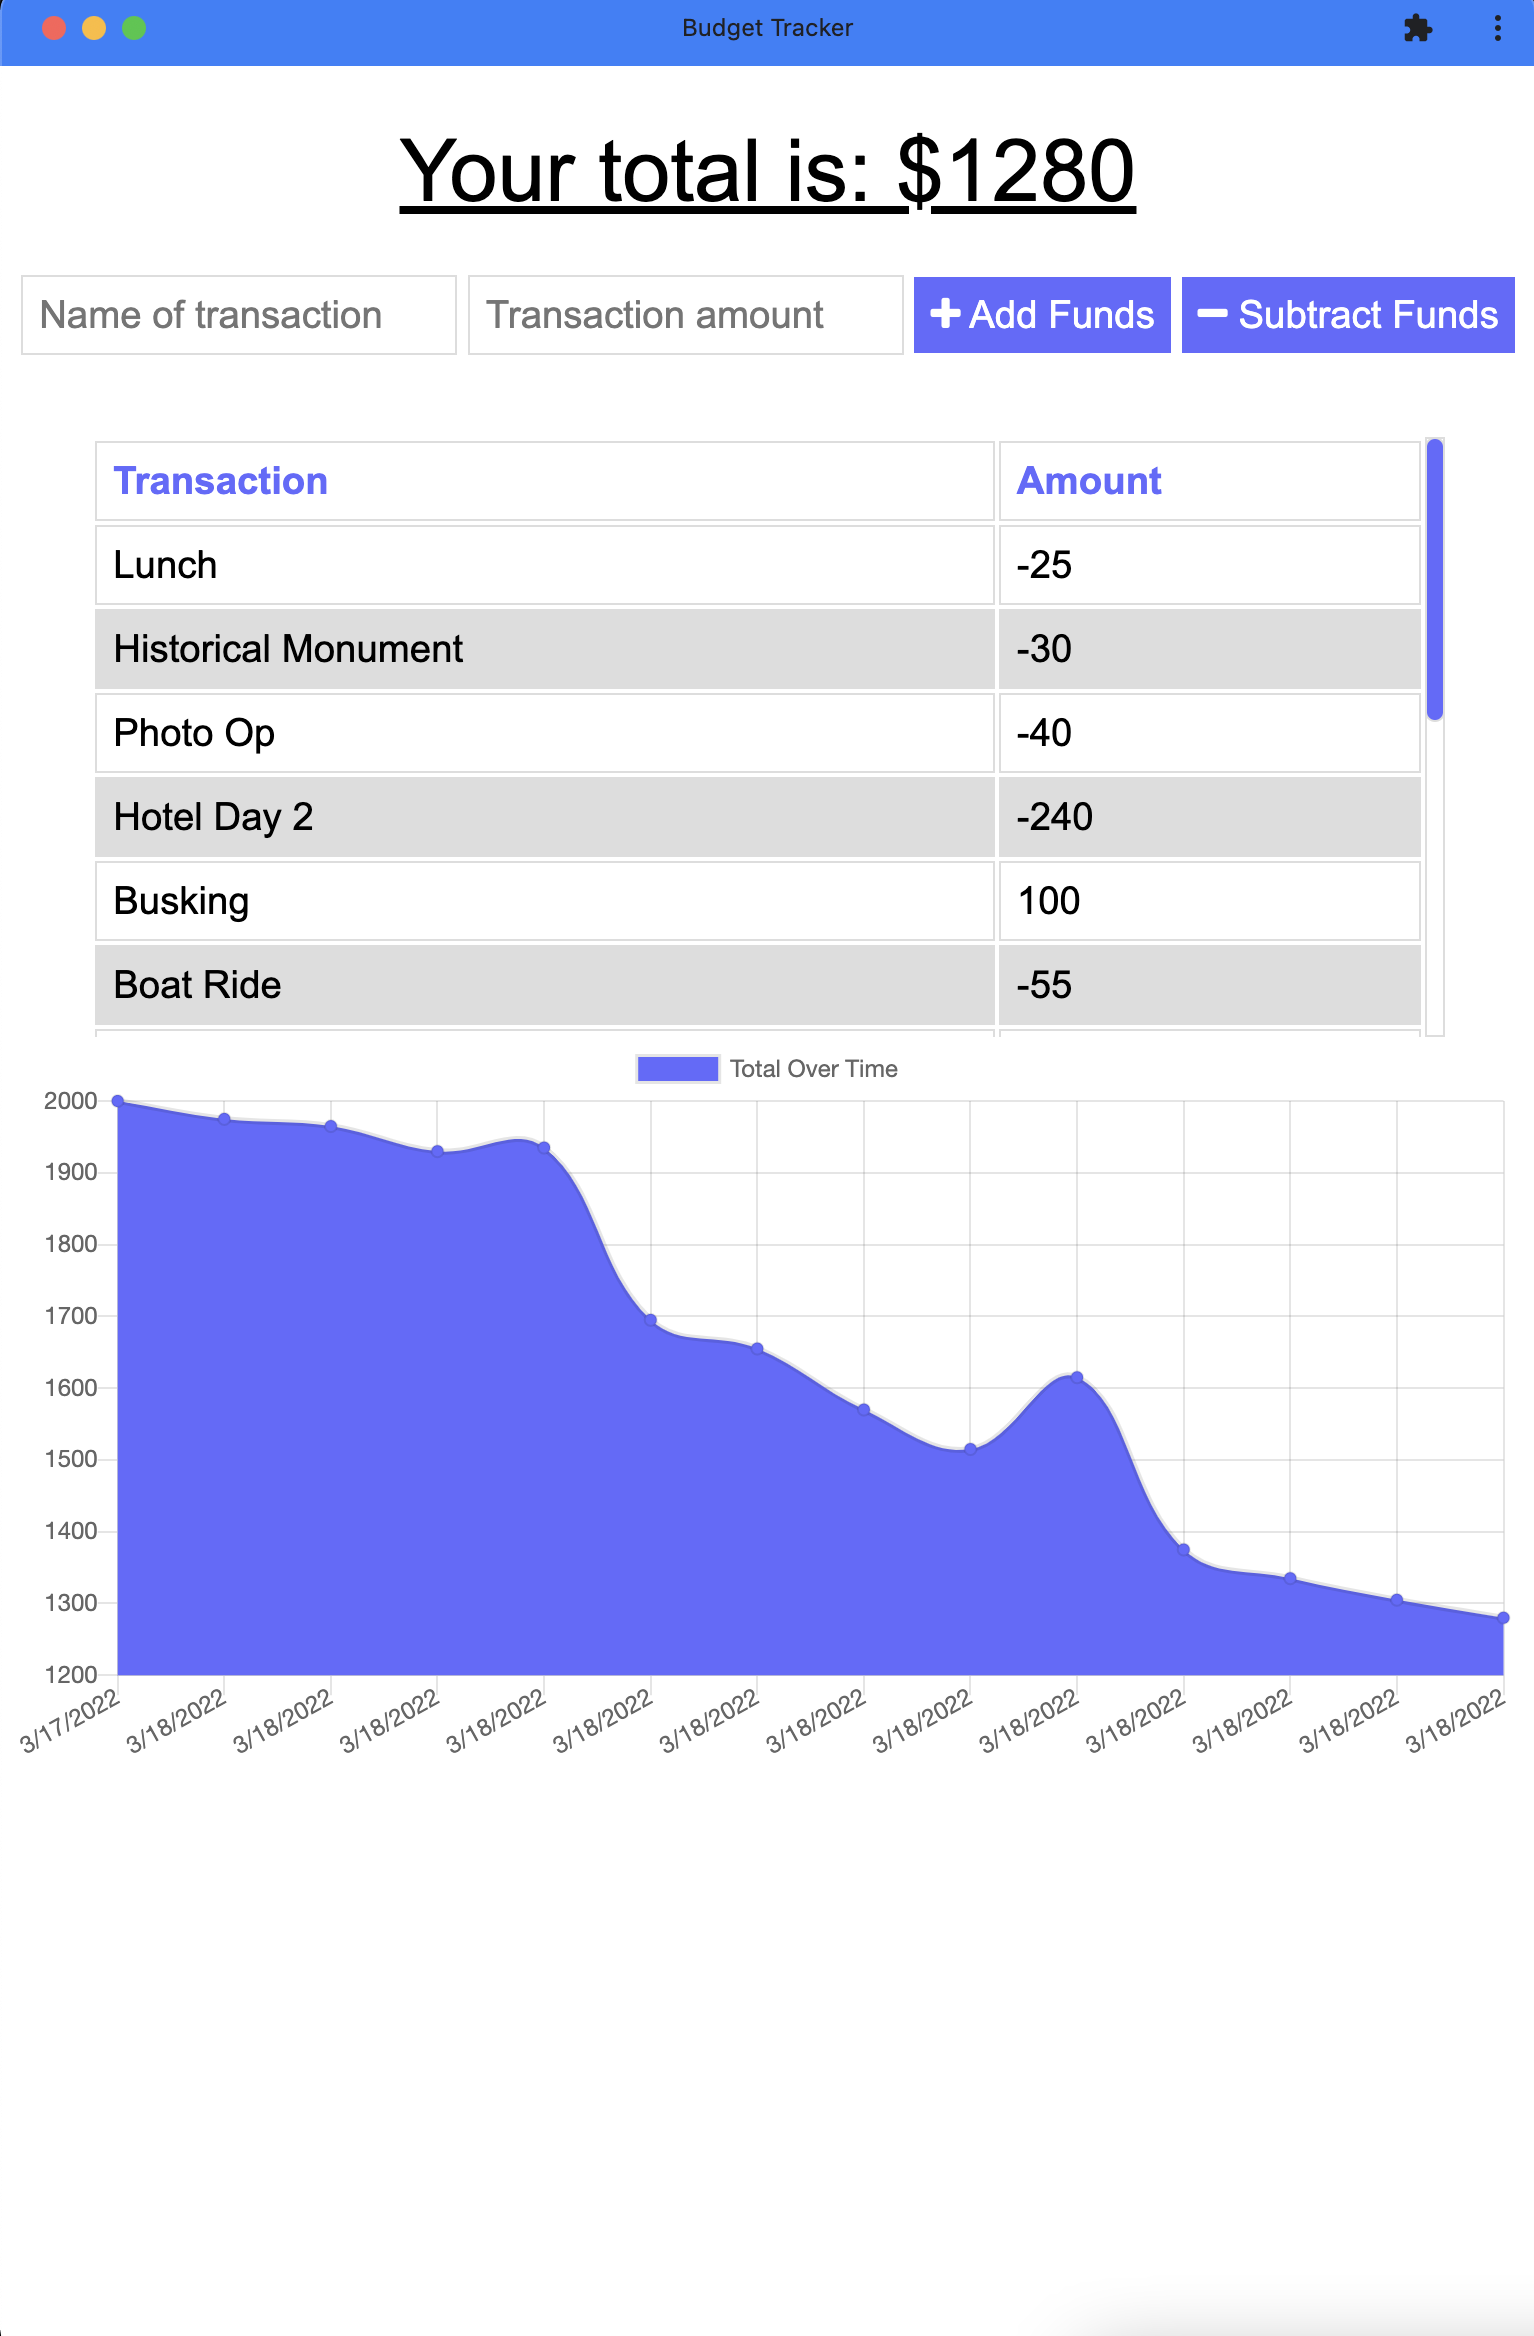 Budget Tracker
Your total is: $1280
Name of transaction Transaction amount Add Funds Subtract Funds
Transaction Amount
Lunch -25
Historical Monument -30
Photo Op -40
Hotel Day 2 -240
Busking 100
Boat Ride -55
Total Over Time
2000
1900
1800
1700
1600
1500
1400
1300
1200
3/17/2022 3/18/2022 3/18/2022 3/18/2022 3/18/2022 3/18/2022 3/18/2022 3/18/2022 3/18/2022 3/18/2022 3/18/2022 3/18/2022 3/18/2022 3/18/2022